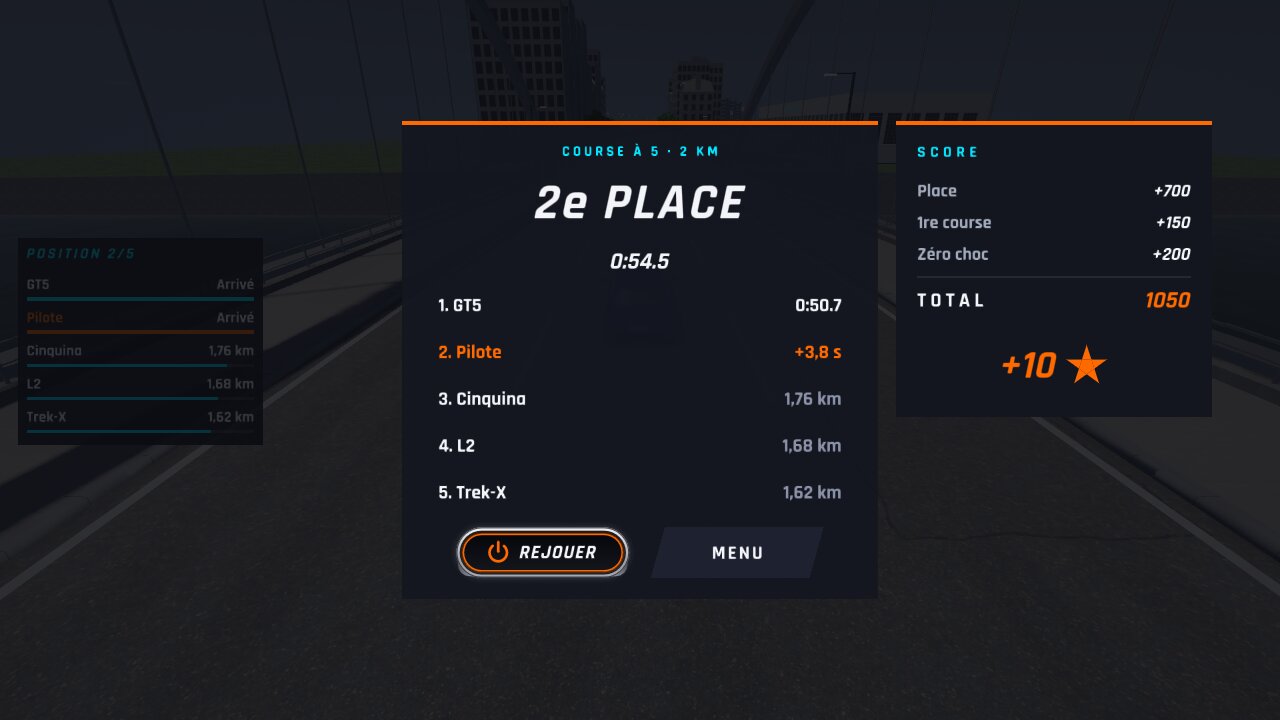 COURSE À 5 · 2 KM
2e PLACE
0:54.5
1. GT5 0:50.7
2. Pilote +3,8 s
3. Cinquina 1,76 km
4. L2 1,68 km
5. Trek-X 1,62 km
REJOUER
MENU
SCORE
Place +700
1re course +150
Zéro choc +200
TOTAL 1050
+10
POSITION 2/5
GT5 Arrivé
Pilote Arrivé
Cinquina 1,76 km
L2 1,68 km
Trek-X 1,62 km